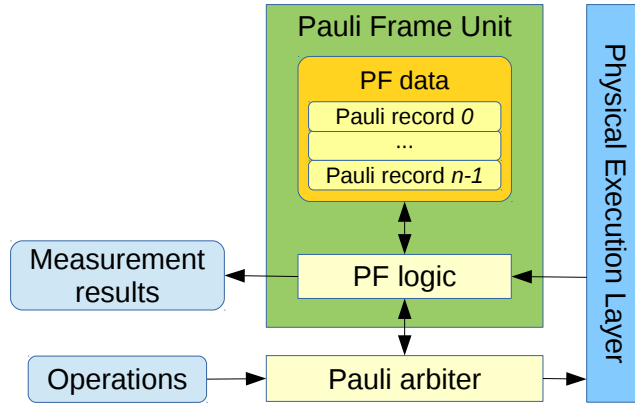 Pauli Frame Unit
PF data
Pauli record 0
...
Pauli record n-1
Measurement
results
PF logic
Operations
Pauli arbiter
Physical Execution Layer